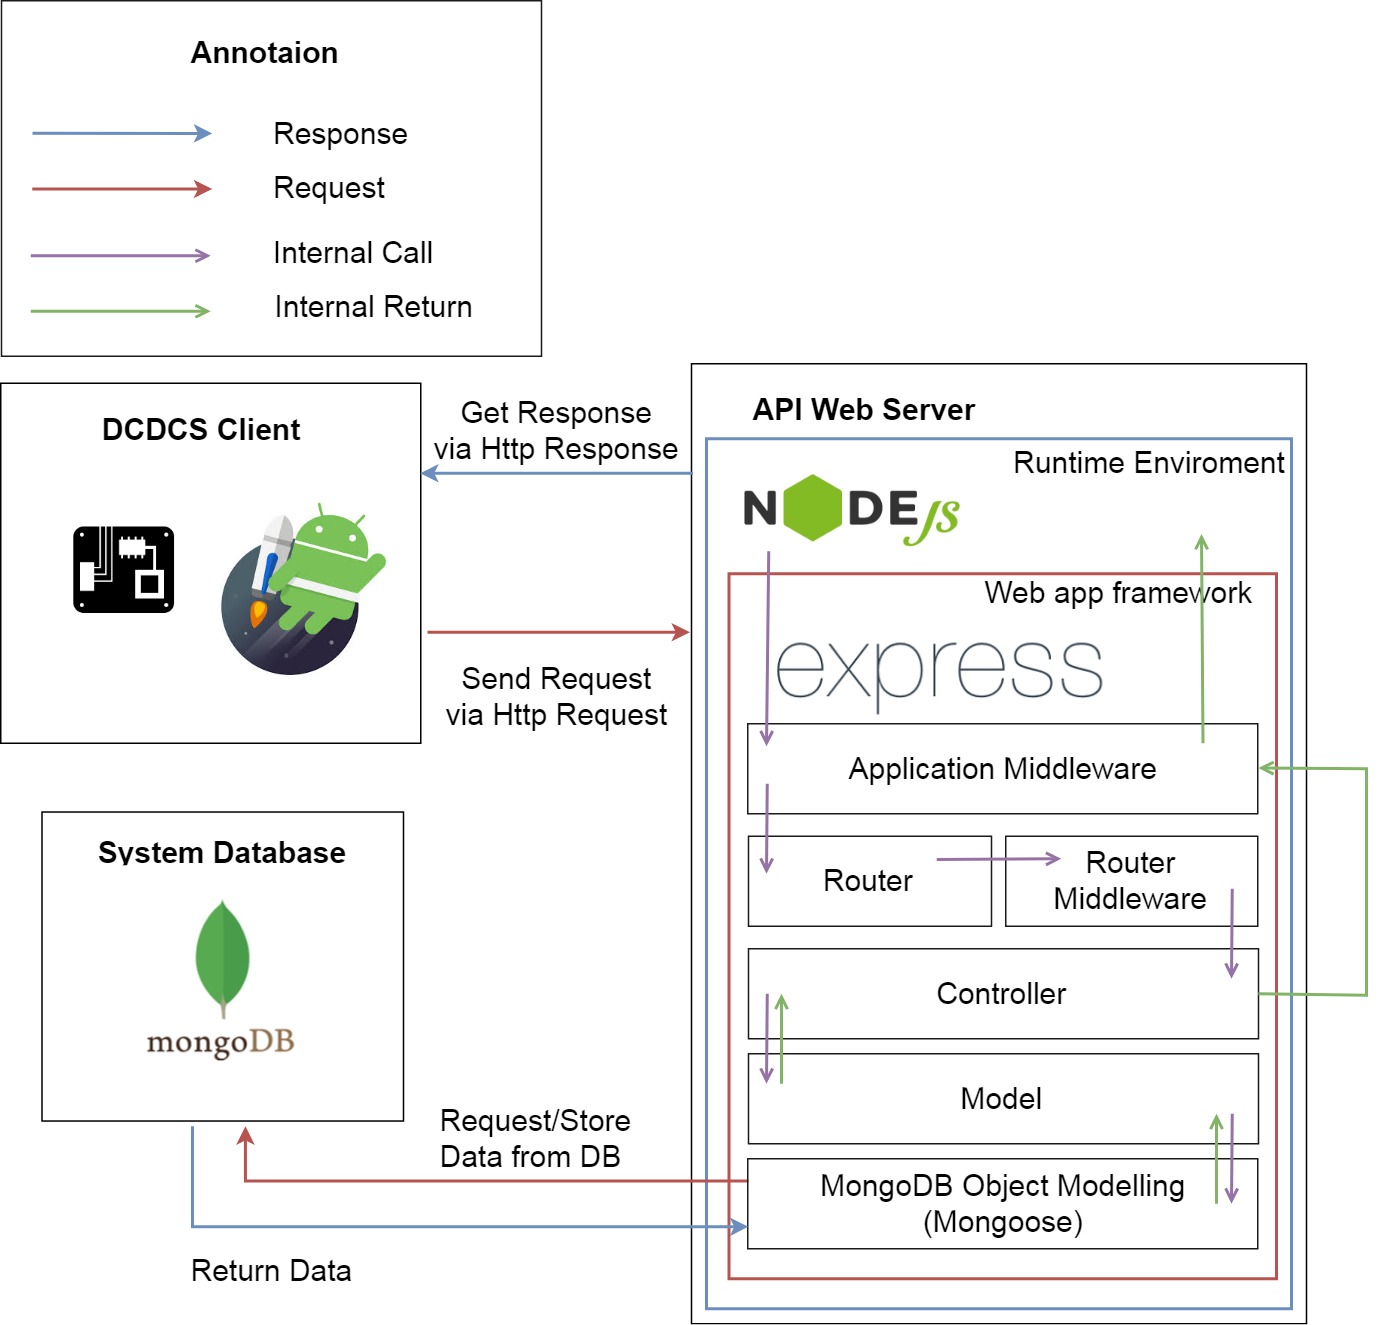 Annotaion
Response
Request
Internal Call
Internal Return
DCDCS Client
Get Response
via Http Response
Send Request
via Http Request
API Web Server
Runtime Enviroment
NODE
JS
Web app framework
express
Application Middleware
Router
Router
Middleware
Controller
Model
MongoDB Object Modelling
(Mongoose)
System Database
mongoDB
Request/Store
Data from DB
Return Data